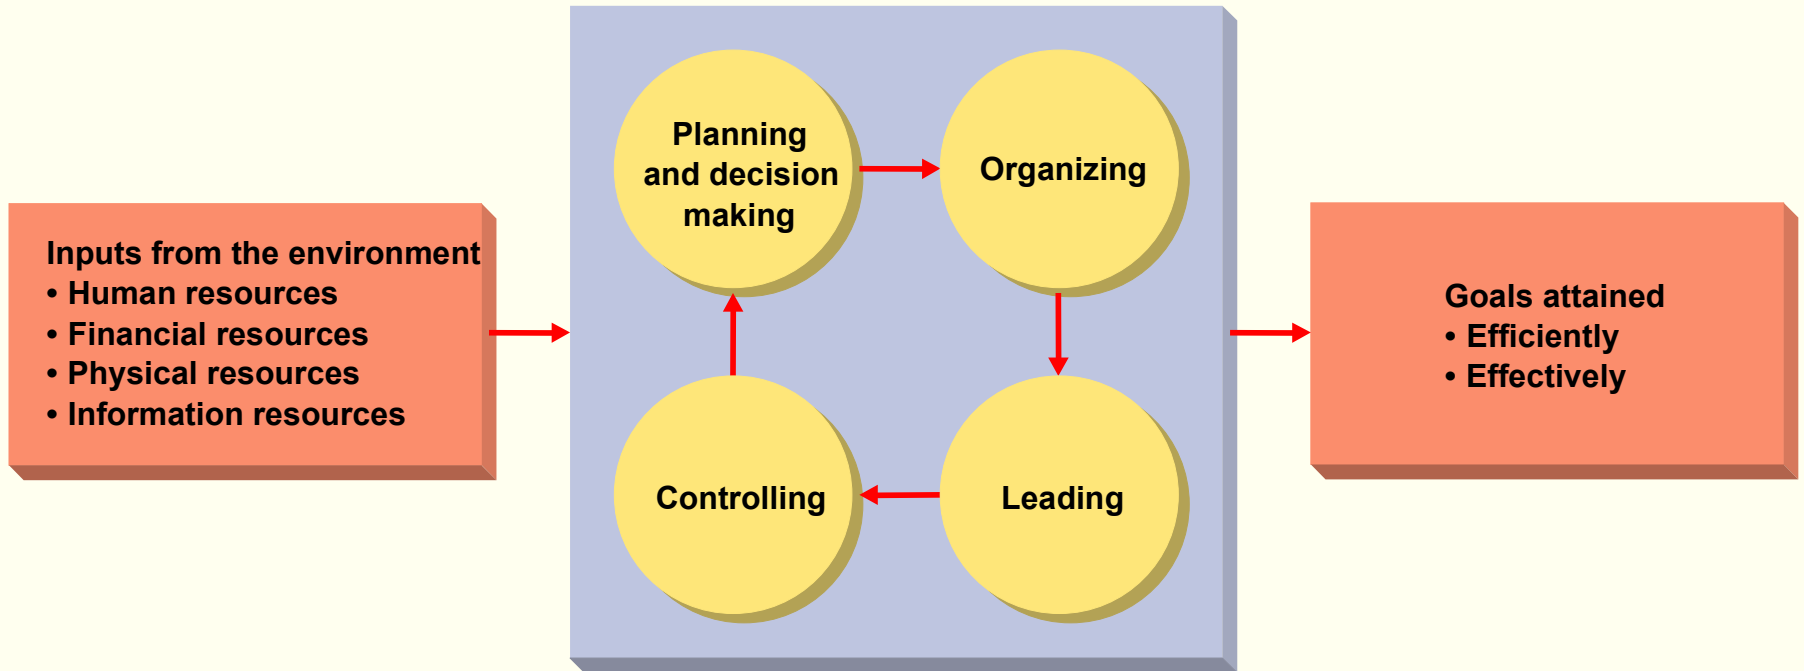 Inputs from the environment
• Human resources
• Financial resources
• Physical resources
• Information resources
Planning
and decision
making
Organizing
Controlling
Leading
Goals attained
• Efficiently
• Effectively